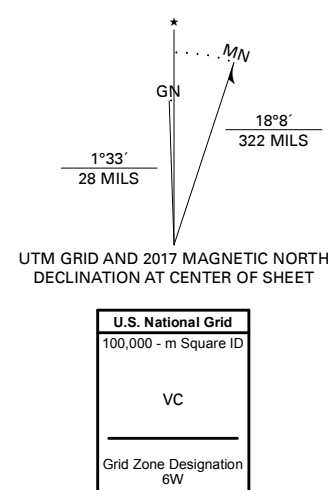 ★
MN
GN
18°8´
322 MILS
1°33´
28 MILS
UTM GRID AND 2017 MAGNETIC NORTH
DECLINATION AT CENTER OF SHEET
U.S. National Grid
100,000 - m Square ID
VC
Grid Zone Designation
6W